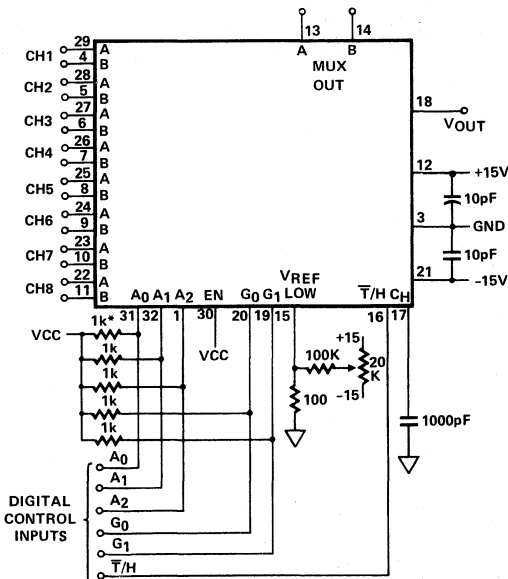 13 14
A B
MUX
OUT
CH1 29 A
4 B
CH2 28 A
5 B
CH3 27 A
6 B
CH4 26 A
7 B
CH5 25 A
8 B
CH6 24 A
9 B
CH7 23 A
10 B
CH8 22 A
11 B
18
VOUT
12 +15V
10pF
3 GND
10pF
21 –15V
A0 A1 A2 EN G0 G1 VREF LOW T̅/H CH
31 32 1 30 20 19 15 16 17
VCC
VCC
1k*
1k
1k
1k
1k
100K
+15
20
K
–15
100
1000pF
DIGITAL
CONTROL
INPUTS
A0
A1
A2
G0
G1
T̅/H